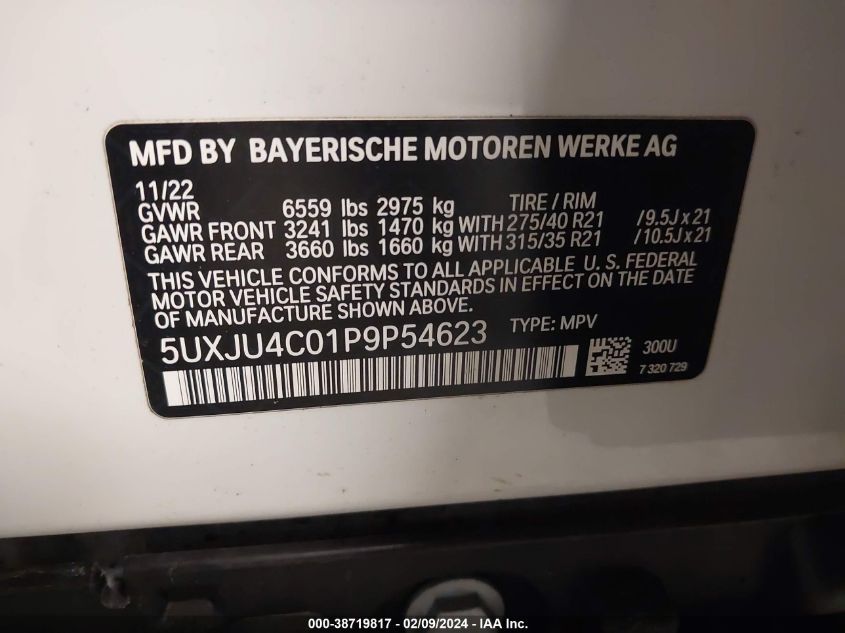 MFD BY BAYERISCHE MOTOREN WERKE AG
11/22
GVWR 6559 lbs 2975 kg TIRE / RIM
GAWR FRONT 3241 lbs 1470 kg WITH 275/40 R21 /9.5J x 21
GAWR REAR 3660 lbs 1660 kg WITH 315/35 R21 /10.5J x 21
THIS VEHICLE CONFORMS TO ALL APPLICABLE U. S. FEDERAL
MOTOR VEHICLE SAFETY STANDARDS IN EFFECT ON THE DATE
OF MANUFACTURE SHOWN ABOVE.
5UXJU4C01P9P54623 TYPE: MPV
300U
7 320 729
000-38719817 - 02/09/2024 - IAA Inc.